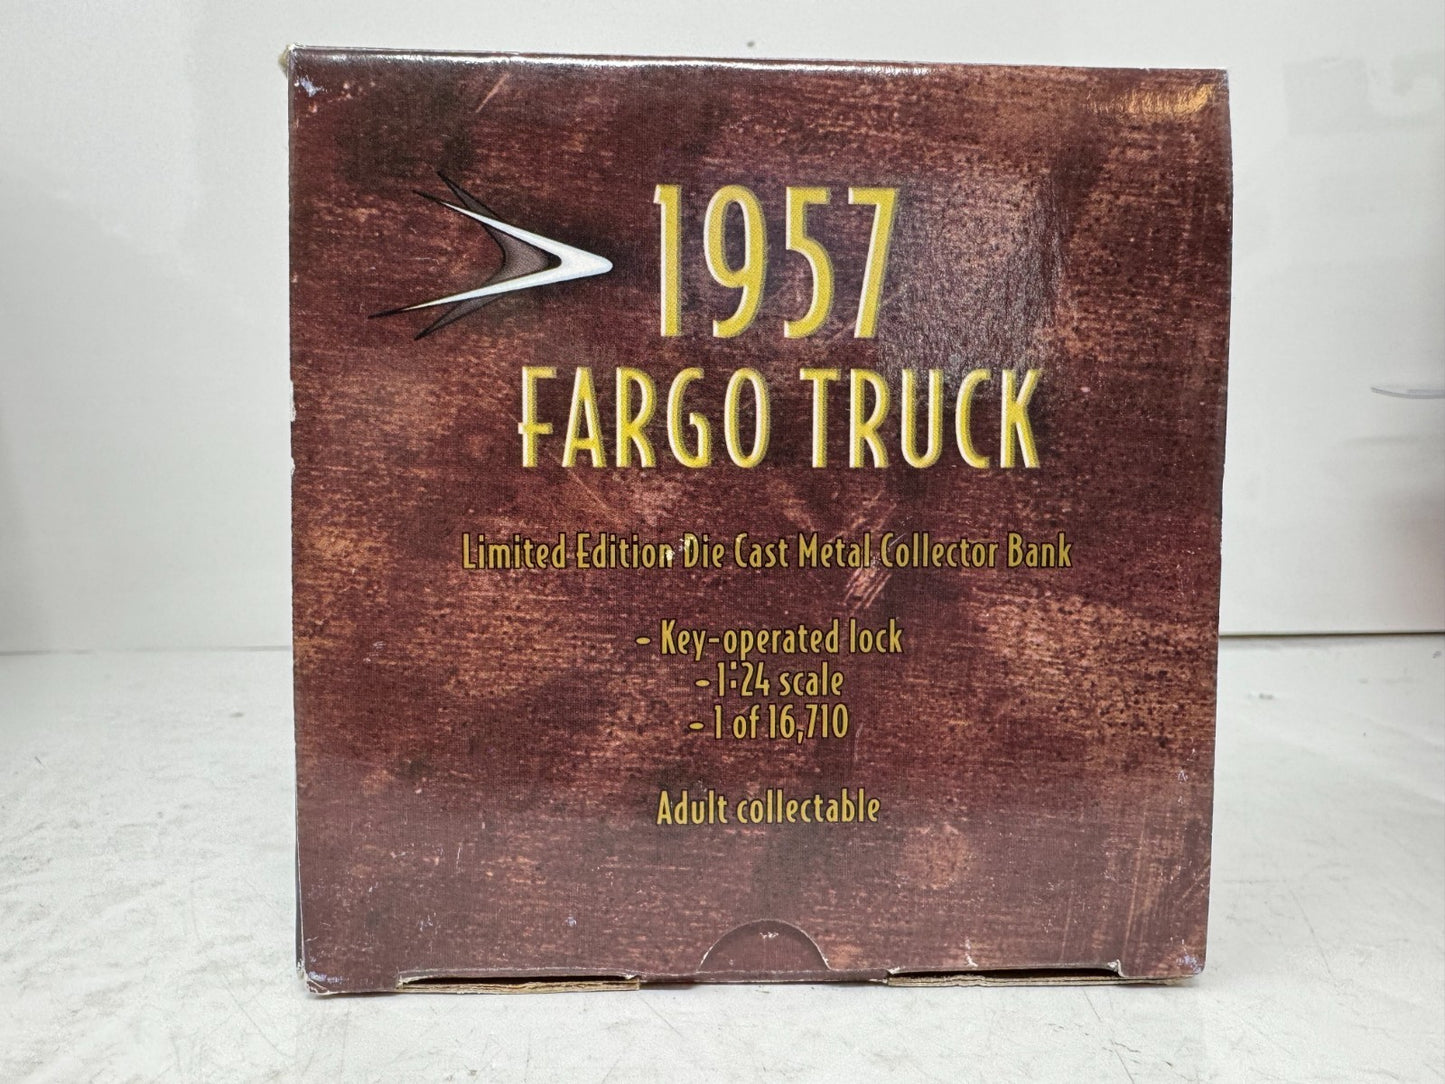 1957
FARGO TRUCK
Limited Edition Die Cast Metal Collector Bank
- Key-operated lock
- 1:24 scale
- 1 of 16,710
Adult collectable